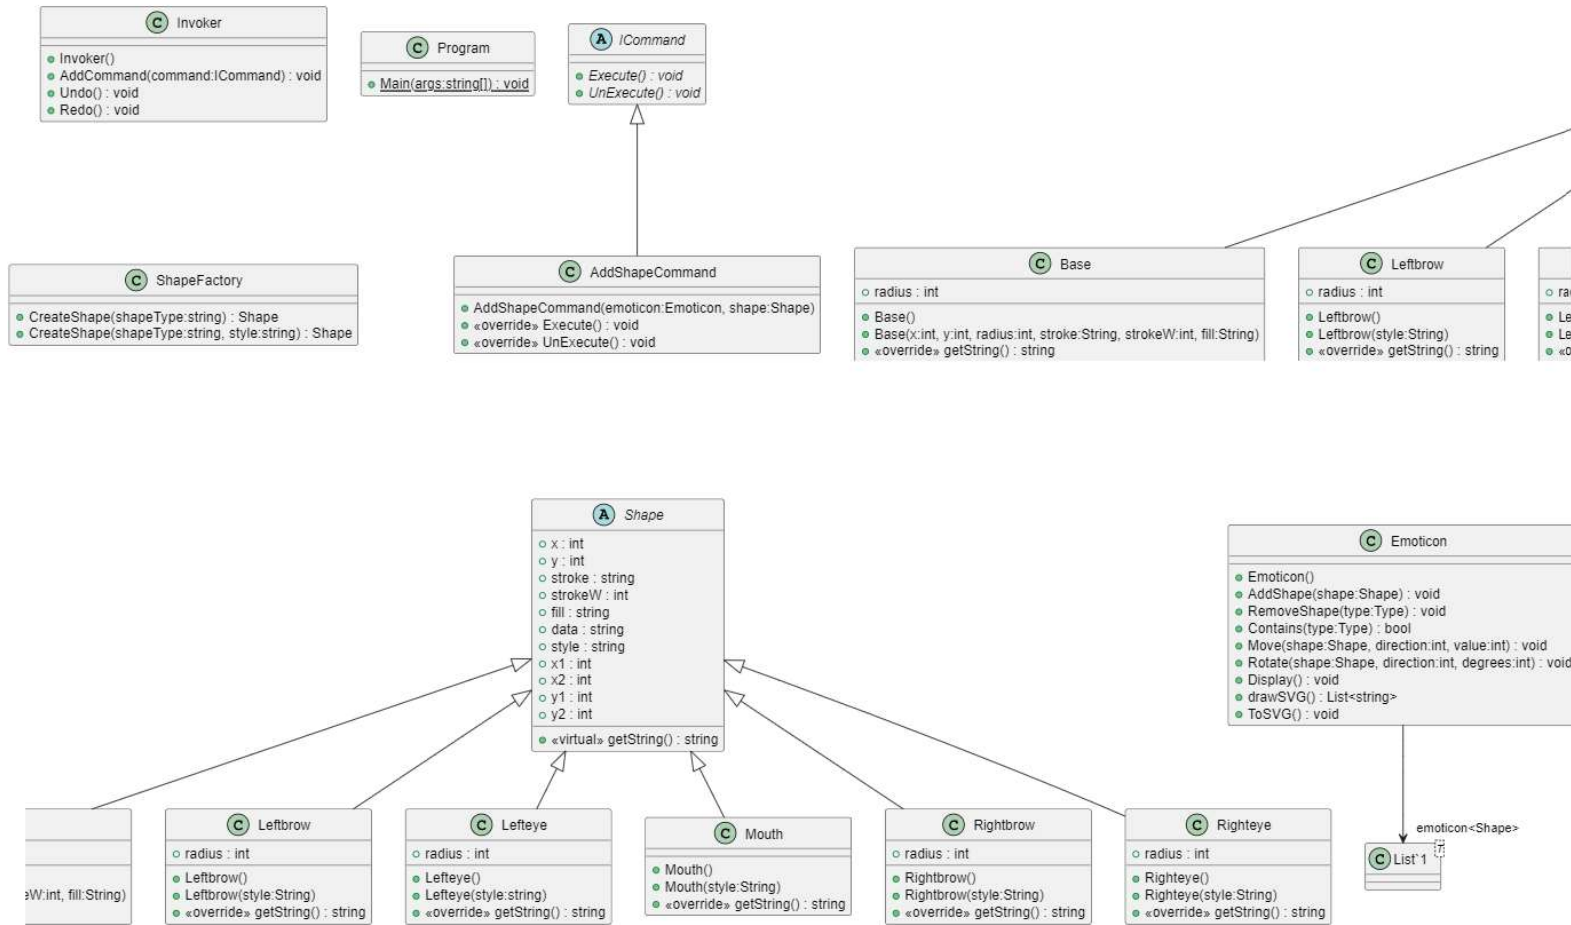 C Invoker
Invoker()
AddCommand(command:ICommand) : void
Undo() : void
Redo() : void
C Program
Main(args:string[]) : void
A ICommand
Execute() : void
UnExecute() : void
C ShapeFactory
CreateShape(shapeType:string) : Shape
CreateShape(shapeType:string, style:string) : Shape
C AddShapeCommand
AddShapeCommand(emoticon:Emoticon, shape:Shape)
«override» Execute() : void
«override» UnExecute() : void
C Base
radius : int
Base()
Base(x:int, y:int, radius:int, stroke:String, strokeW:int, fill:String)
«override» getString() : string
C Leftbrow
radius : int
Leftbrow()
Leftbrow(style:String)
«override» getString() : string
ra
Le
Le
A Shape
x : int
y : int
stroke : string
strokeW : int
fill : string
data : string
style : string
x1 : int
x2 : int
y1 : int
y2 : int
«virtual» getString() : string
C Emoticon
Emoticon()
AddShape(shape:Shape) : void
RemoveShape(type:Type) : void
Contains(type:Type) : bool
Move(shape:Shape, direction:int, value:int) : void
Rotate(shape:Shape, direction:int, degrees:int) : void
Display() : void
drawSVG() : List<string>
ToSVG() : void
eW:int, fill:String)
C Leftbrow
radius : int
Leftbrow()
Leftbrow(style:String)
«override» getString() : string
C Lefteye
radius : int
Lefteye()
Lefteye(style:string)
«override» getString() : string
C Mouth
Mouth()
Mouth(style:String)
«override» getString() : string
C Rightbrow
radius : int
Rightbrow()
Rightbrow(style:String)
«override» getString() : string
C Righteye
radius : int
Righteye()
Righteye(style:String)
«override» getString() : string
emoticon<Shape>
C List`1
T